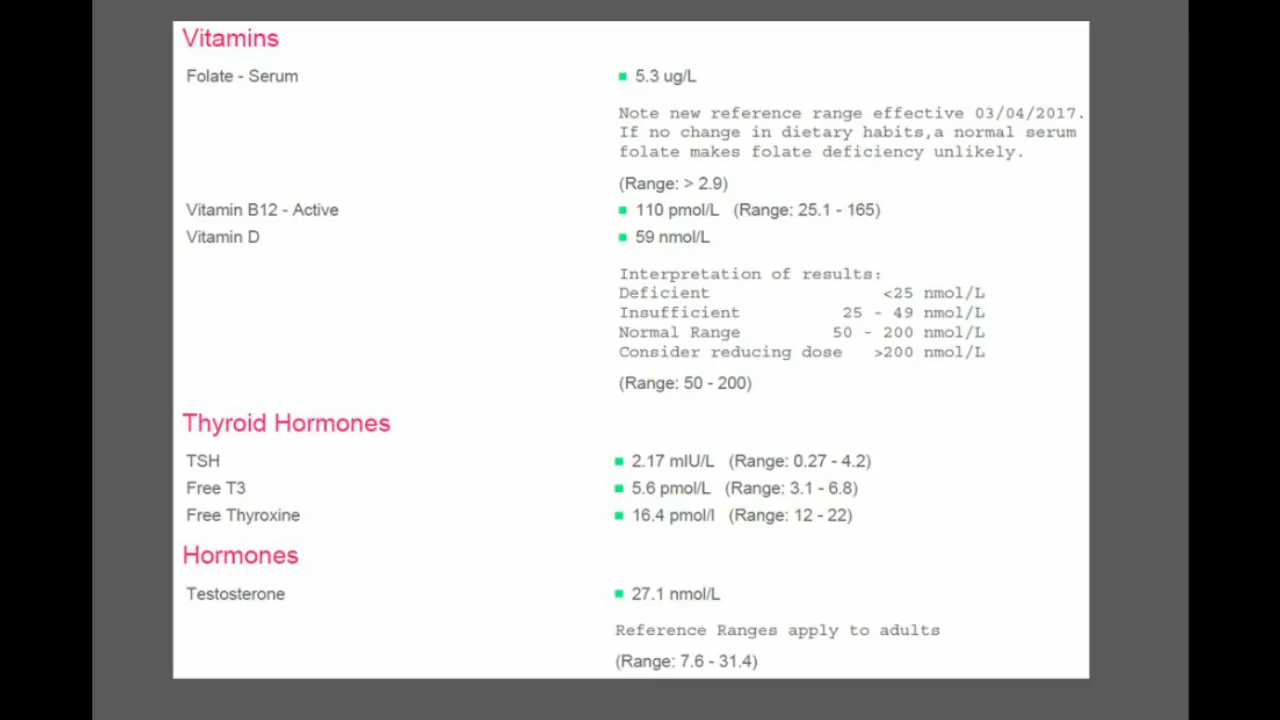 Vitamins
Folate - Serum 5.3 ug/L
Note new reference range effective 03/04/2017.
If no change in dietary habits,a normal serum
folate makes folate deficiency unlikely.
(Range: > 2.9)
Vitamin B12 - Active 110 pmol/L (Range: 25.1 - 165)
Vitamin D 59 nmol/L
Interpretation of results:
Deficient <25 nmol/L
Insufficient 25 - 49 nmol/L
Normal Range 50 - 200 nmol/L
Consider reducing dose >200 nmol/L
(Range: 50 - 200)
Thyroid Hormones
TSH 2.17 mIU/L (Range: 0.27 - 4.2)
Free T3 5.6 pmol/L (Range: 3.1 - 6.8)
Free Thyroxine 16.4 pmol/l (Range: 12 - 22)
Hormones
Testosterone 27.1 nmol/L
Reference Ranges apply to adults
(Range: 7.6 - 31.4)